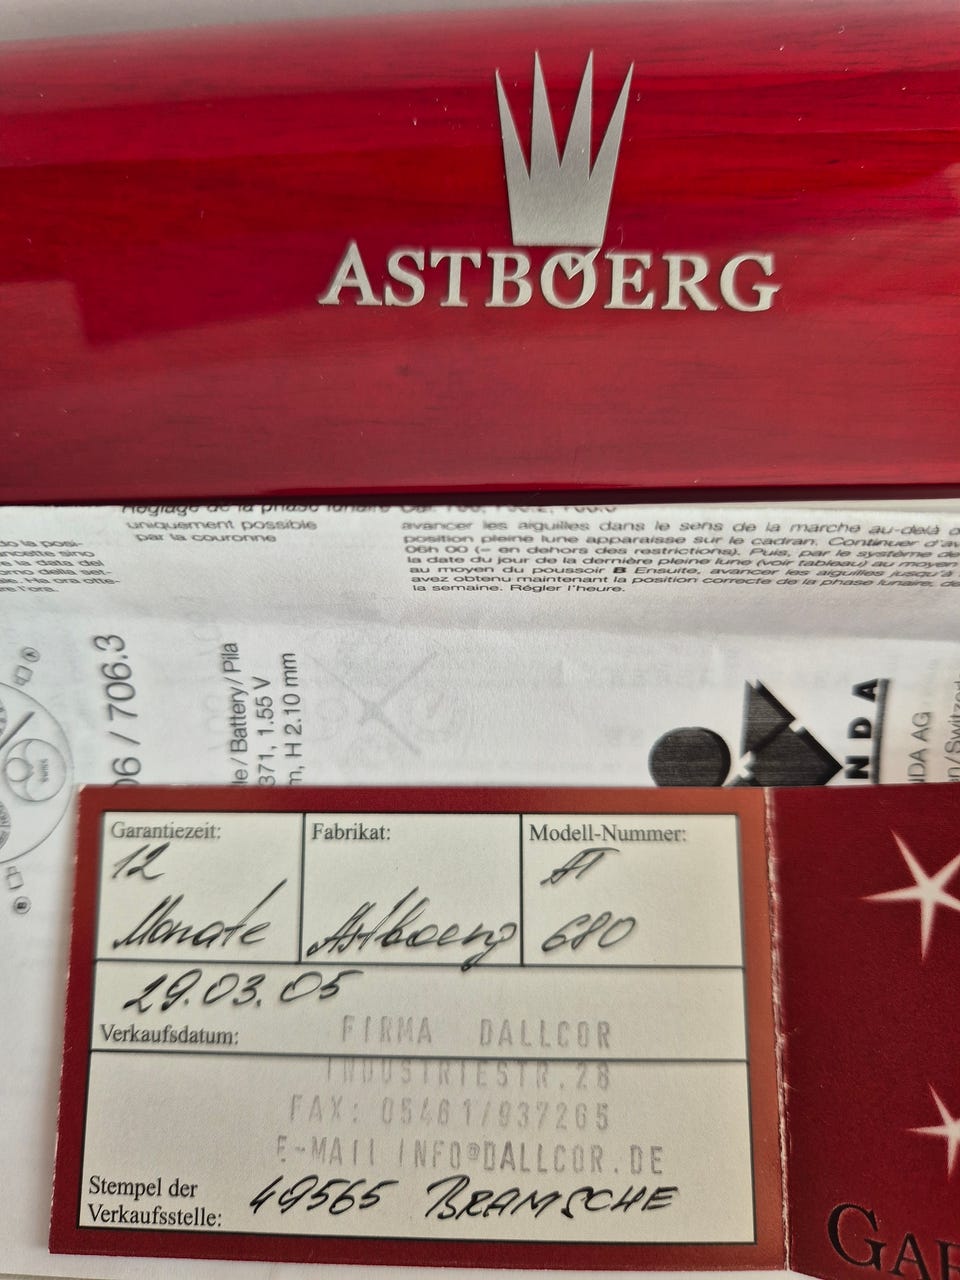 ASTBOERG
Réglage de la phase lunaire Cal.
uniquement possible
par la couronne
avancer les aiguilles dans le sens de la marche au-delà
position pleine lune apparaisse sur le cadran. Continuer
06h 00 (– en dehors des restrictions). Puis, par le système de
la date du jour de la dernière pleine lune (voir tableau) au moyen
au moyen du poussoir B Ensuite, avancer les aiguilles jusqu'à
avez obtenu maintenant la position correcte de la phase lunaire,
la semaine. Régler l'heure.
06 / 706.3
Battery / Pila
371, 1.55 V
H 2.10 mm
NDA
Garantiezeit:
12
Monate
Fabrikat:
Astboerg
Modell-Nummer:
AT
680
29.03.05
Verkaufsdatum:
FIRMA DALLCOR
INDUSTRIESTR.28
FAX: 05461/937265
E-MAIL INFO@DALLCOR.DE
Stempel der
Verkaufsstelle:
49565 BRAMSCHE
GAR